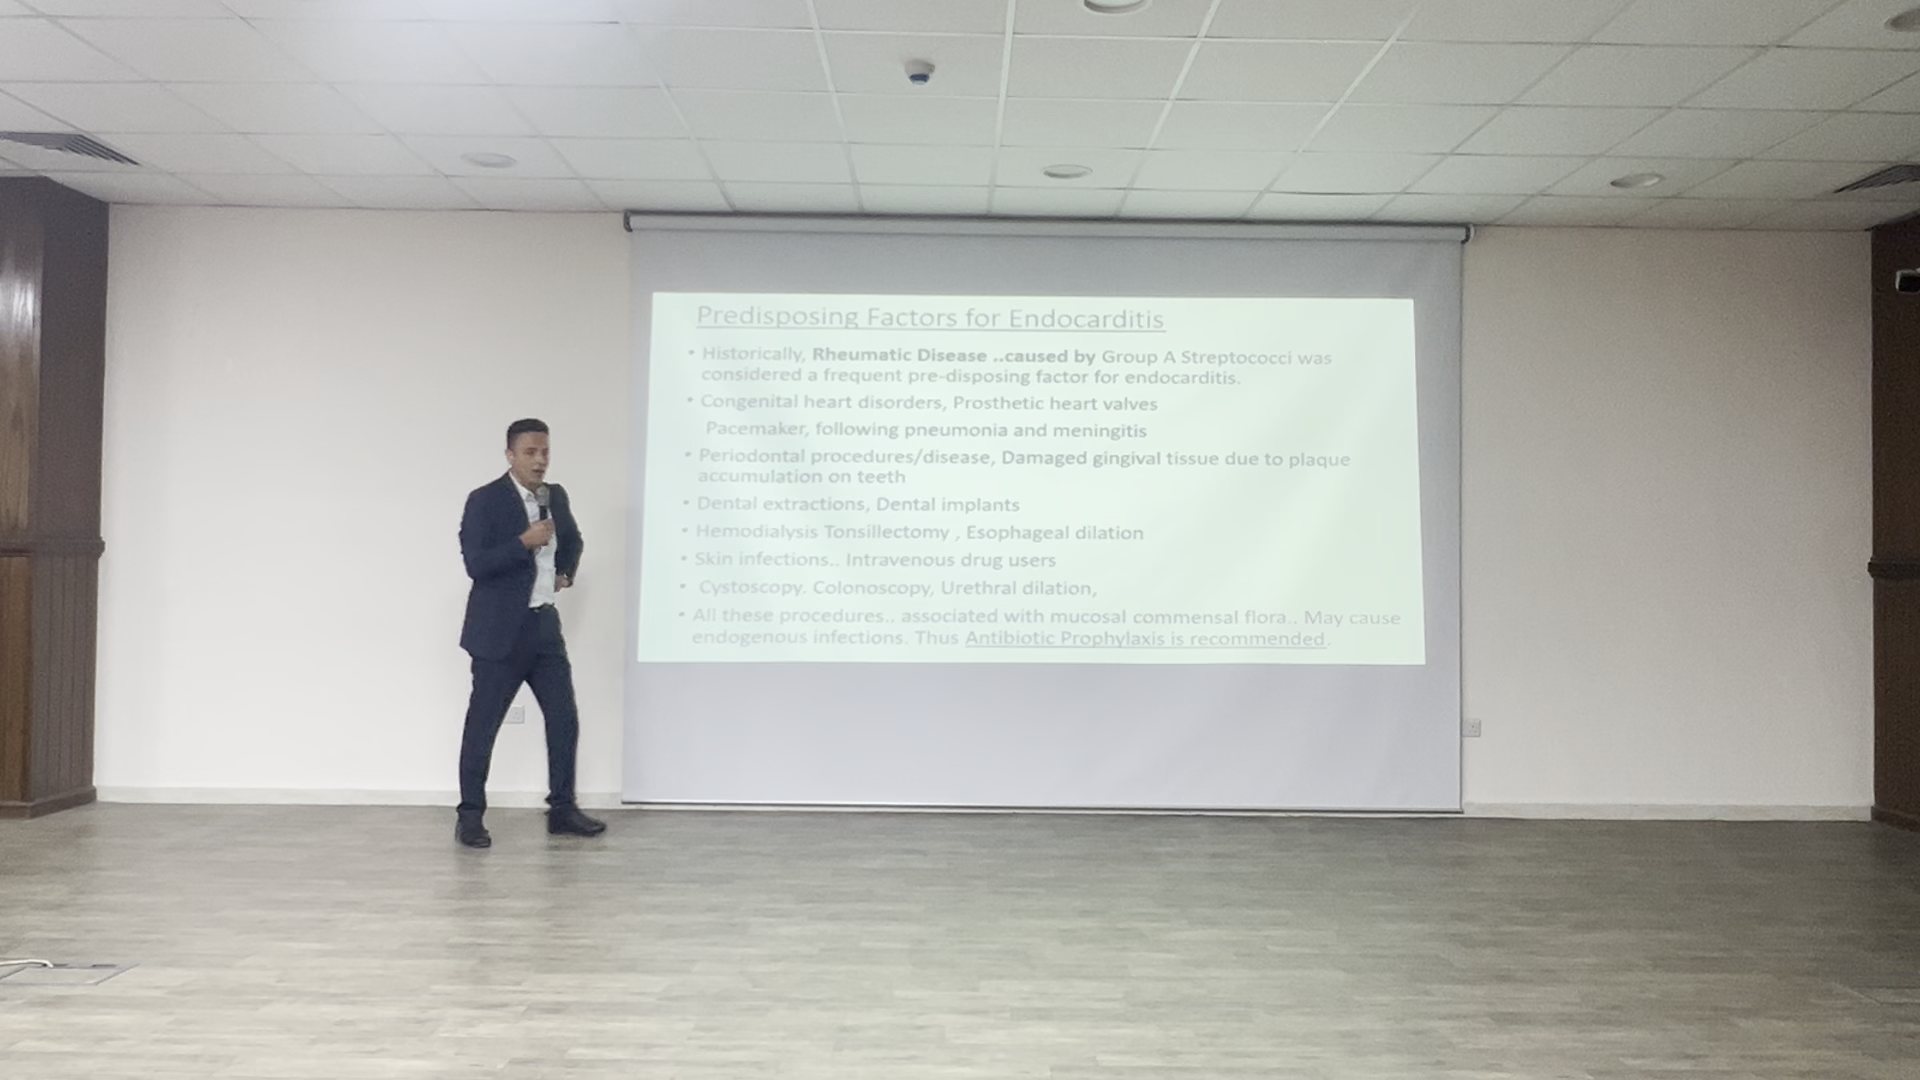 Predisposing Factors for Endocarditis
• Historically, Rheumatic Disease ..caused by Group A Streptococci was
considered a frequent pre-disposing factor for endocarditis.
• Congenital heart disorders, Prosthetic heart valves
Pacemaker, following pneumonia and meningitis
• Periodontal procedures/disease, Damaged gingival tissue due to plaque
accumulation on teeth
• Dental extractions, Dental implants
• Hemodialysis Tonsillectomy , Esophageal dilation
• Skin infections.. Intravenous drug users
• Cystoscopy. Colonoscopy, Urethral dilation,
• All these procedures.. associated with mucosal commensal flora.. May cause
endogenous infections. Thus Antibiotic Prophylaxis is recommended.